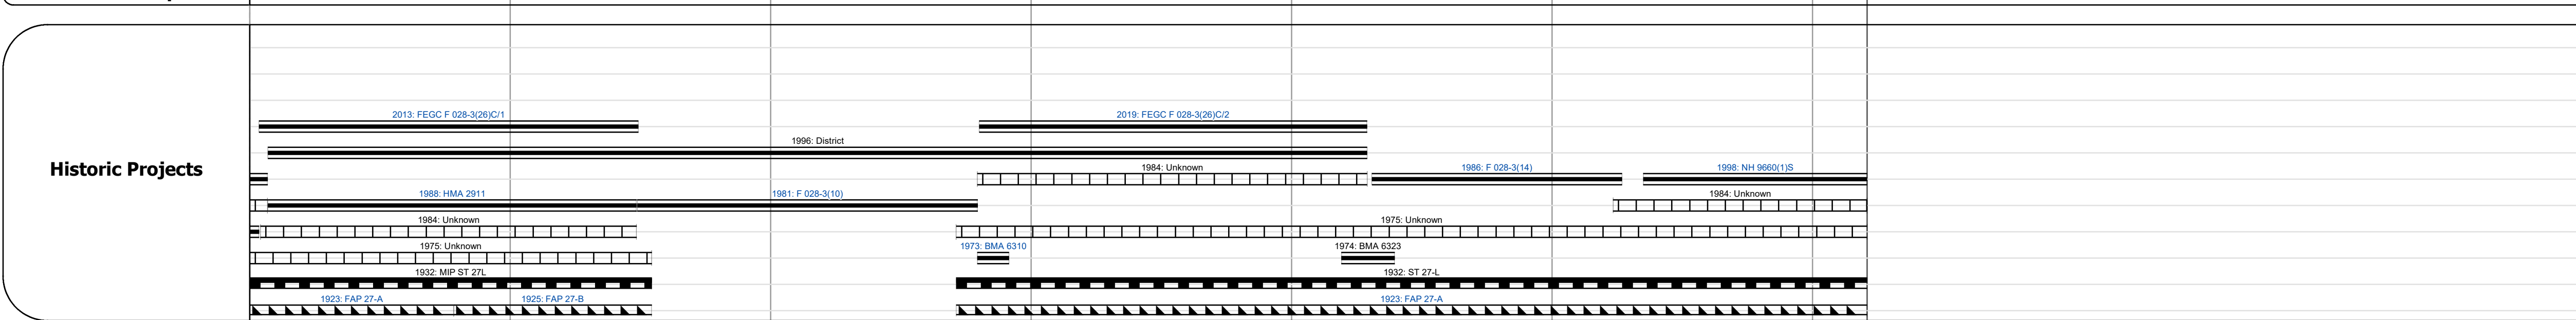 2013: FEGC F 028-3(26)C/1
2019: FEGC F 028-3(26)C/2
1996: District
Historic Projects
1984: Unknown
1986: F 028-3(14)
1998: NH 9660(1)S
1988: HMA 2911
1981: F 028-3(10)
1984: Unknown
1984: Unknown
1975: Unknown
1975: Unknown
1973: BMA 6310
1974: BMA 6323
1932: MIP ST 27L
1932: ST 27-L
1923: FAP 27-A
1925: FAP 27-B
1923: FAP 27-A